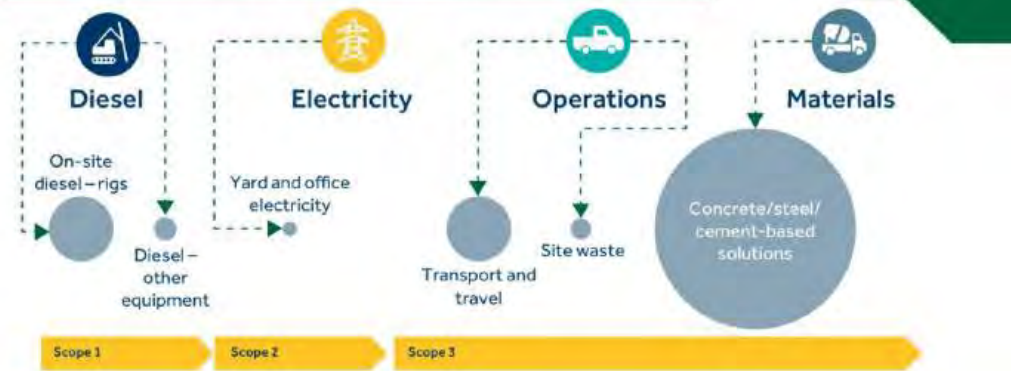 Diesel
Electricity
Operations
Materials
On-site
diesel – rigs
Diesel –
other
equipment
Yard and office
electricity
Transport and
travel
Site waste
Concrete/steel/
cement-based
solutions
Scope 1
Scope 2
Scope 3